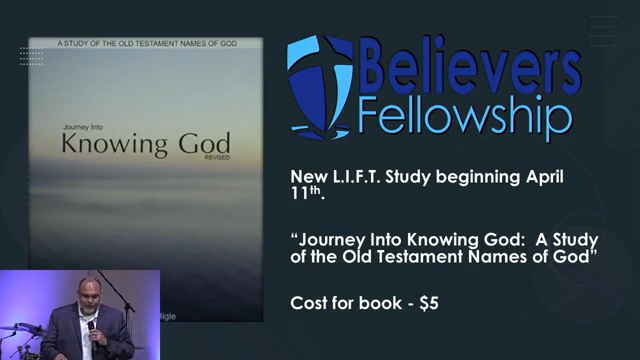 A STUDY OF THE OLD TESTAMENT NAMES OF GOD
Journey Into
Knowing God
REVISED
Believers
Fellowship
New L.I.F.T. Study beginning April
11th.
“Journey Into Knowing God:  A Study
of the Old Testament Names of God”
Cost for book - $5